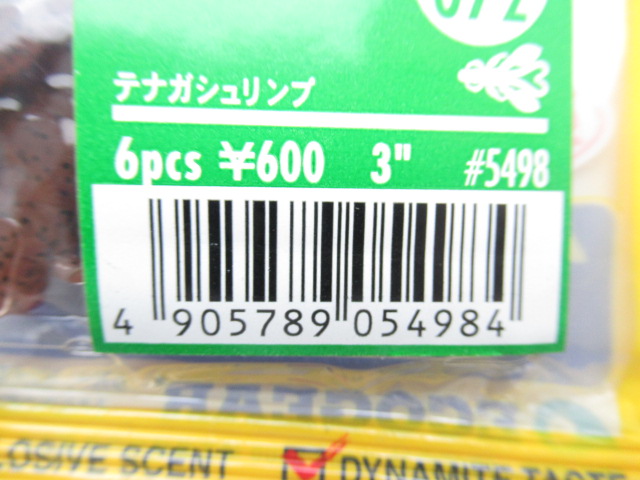 テナガシュリンプ
6pcs ¥600 3" #5498
4 905789 054984
ECOGEAR
LOSIVE SCENT DYNAMITE TASTE